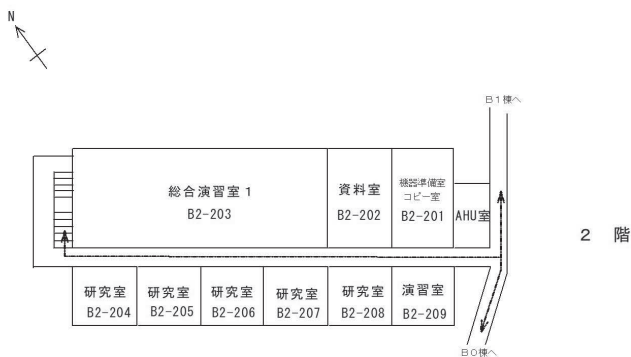 N
B1棟へ
総合演習室1
B2-203
資料室
B2-202
機器準備室
コピー室
B2-201
AHU室
2 階
研究室
B2-204
研究室
B2-205
研究室
B2-206
研究室
B2-207
研究室
B2-208
演習室
B2-209
B0棟へ